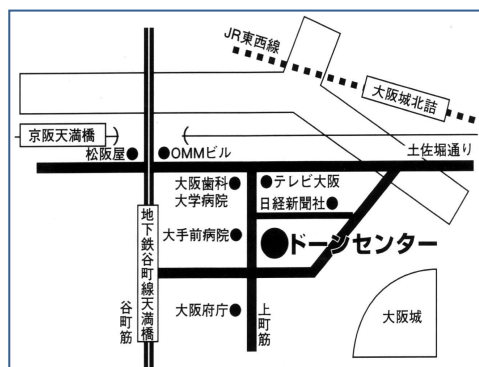 JR東西線
大阪城北詰
京阪天満橋
土佐堀通り
松阪屋
OMMビル
大阪歯科
大学病院
テレビ大阪
日経新聞社
大手前病院
ドーンセンター
地下鉄谷町線天満橋
谷町筋
大阪府庁
上町筋
大阪城